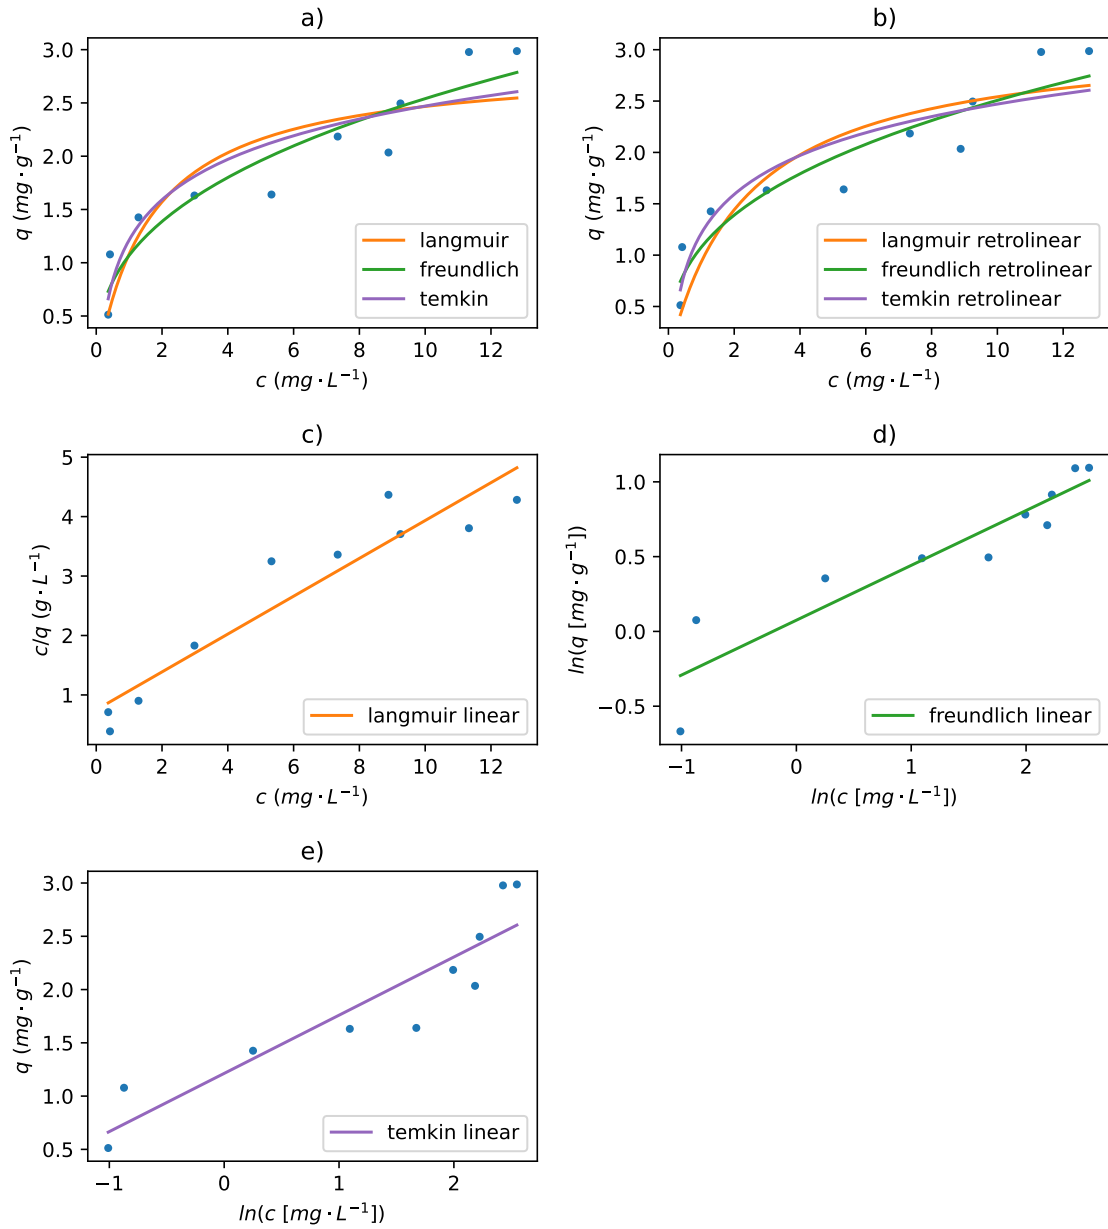 a)
3.0
2.5
2.0
1.5
1.0
0.5
q (mg · g⁻¹)
langmuir
freundlich
temkin
0 2 4 6 8 10 12
c (mg · L⁻¹)
b)
3.0
2.5
2.0
1.5
1.0
0.5
q (mg · g⁻¹)
langmuir retrolinear
freundlich retrolinear
temkin retrolinear
0 2 4 6 8 10 12
c (mg · L⁻¹)
c)
5
4
3
2
1
c/q (g · L⁻¹)
langmuir linear
0 2 4 6 8 10 12
c (mg · L⁻¹)
d)
1.0
0.5
0.0
−0.5
ln(q [mg · g⁻¹])
freundlich linear
−1 0 1 2
ln(c [mg · L⁻¹])
e)
3.0
2.5
2.0
1.5
1.0
0.5
q (mg · g⁻¹)
temkin linear
−1 0 1 2
ln(c [mg · L⁻¹])